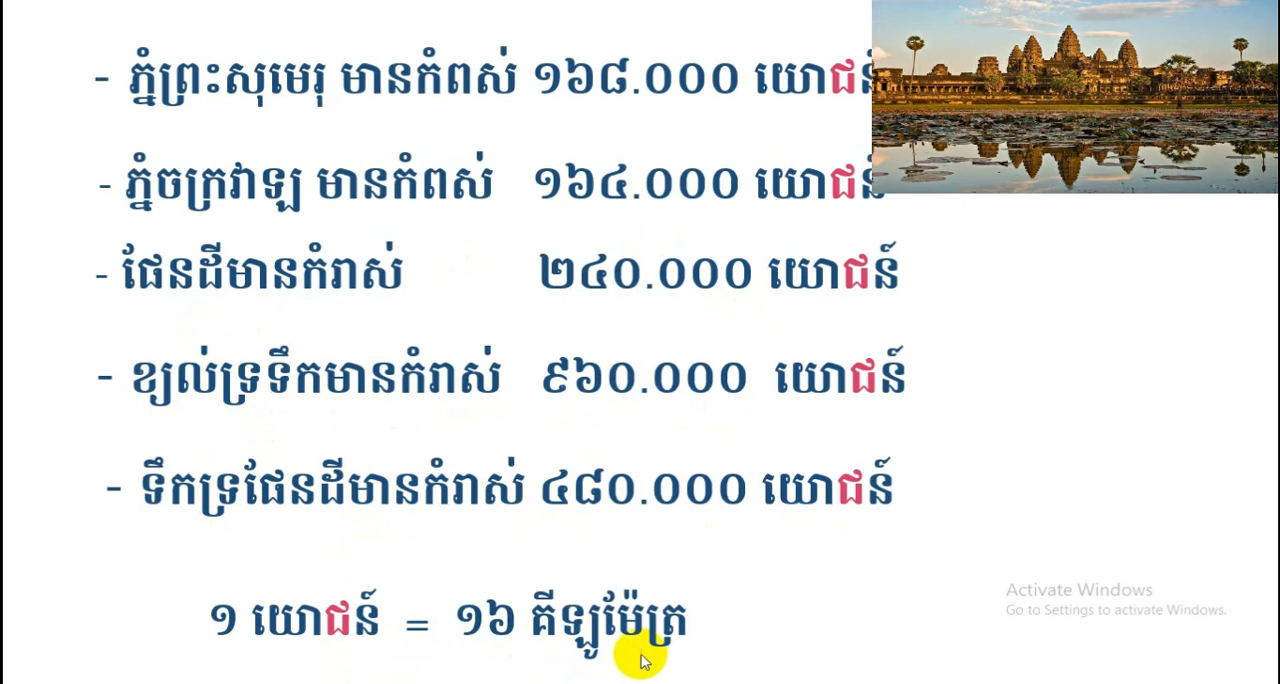 - ភ្នំព្រះសុមេរុ មានកំពស់ ១៦៨.០០០ យោជន៍
- ភ្នំចក្រវាឡ មានកំពស់ ១៦៤.០០០ យោជន៍
- ផែនដីមានកំរាស់ ២៤០.០០០ យោជន៍
- ខ្យល់ទ្រទឹកមានកំរាស់ ៩៦០.០០០ យោជន៍
- ទឹកទ្រផែនដីមានកំរាស់ ៤៨០.០០០ យោជន៍
១ យោជន៍ = ១៦ គីឡូម៉ែត្រ
Activate Windows
Go to Settings to activate Windows.